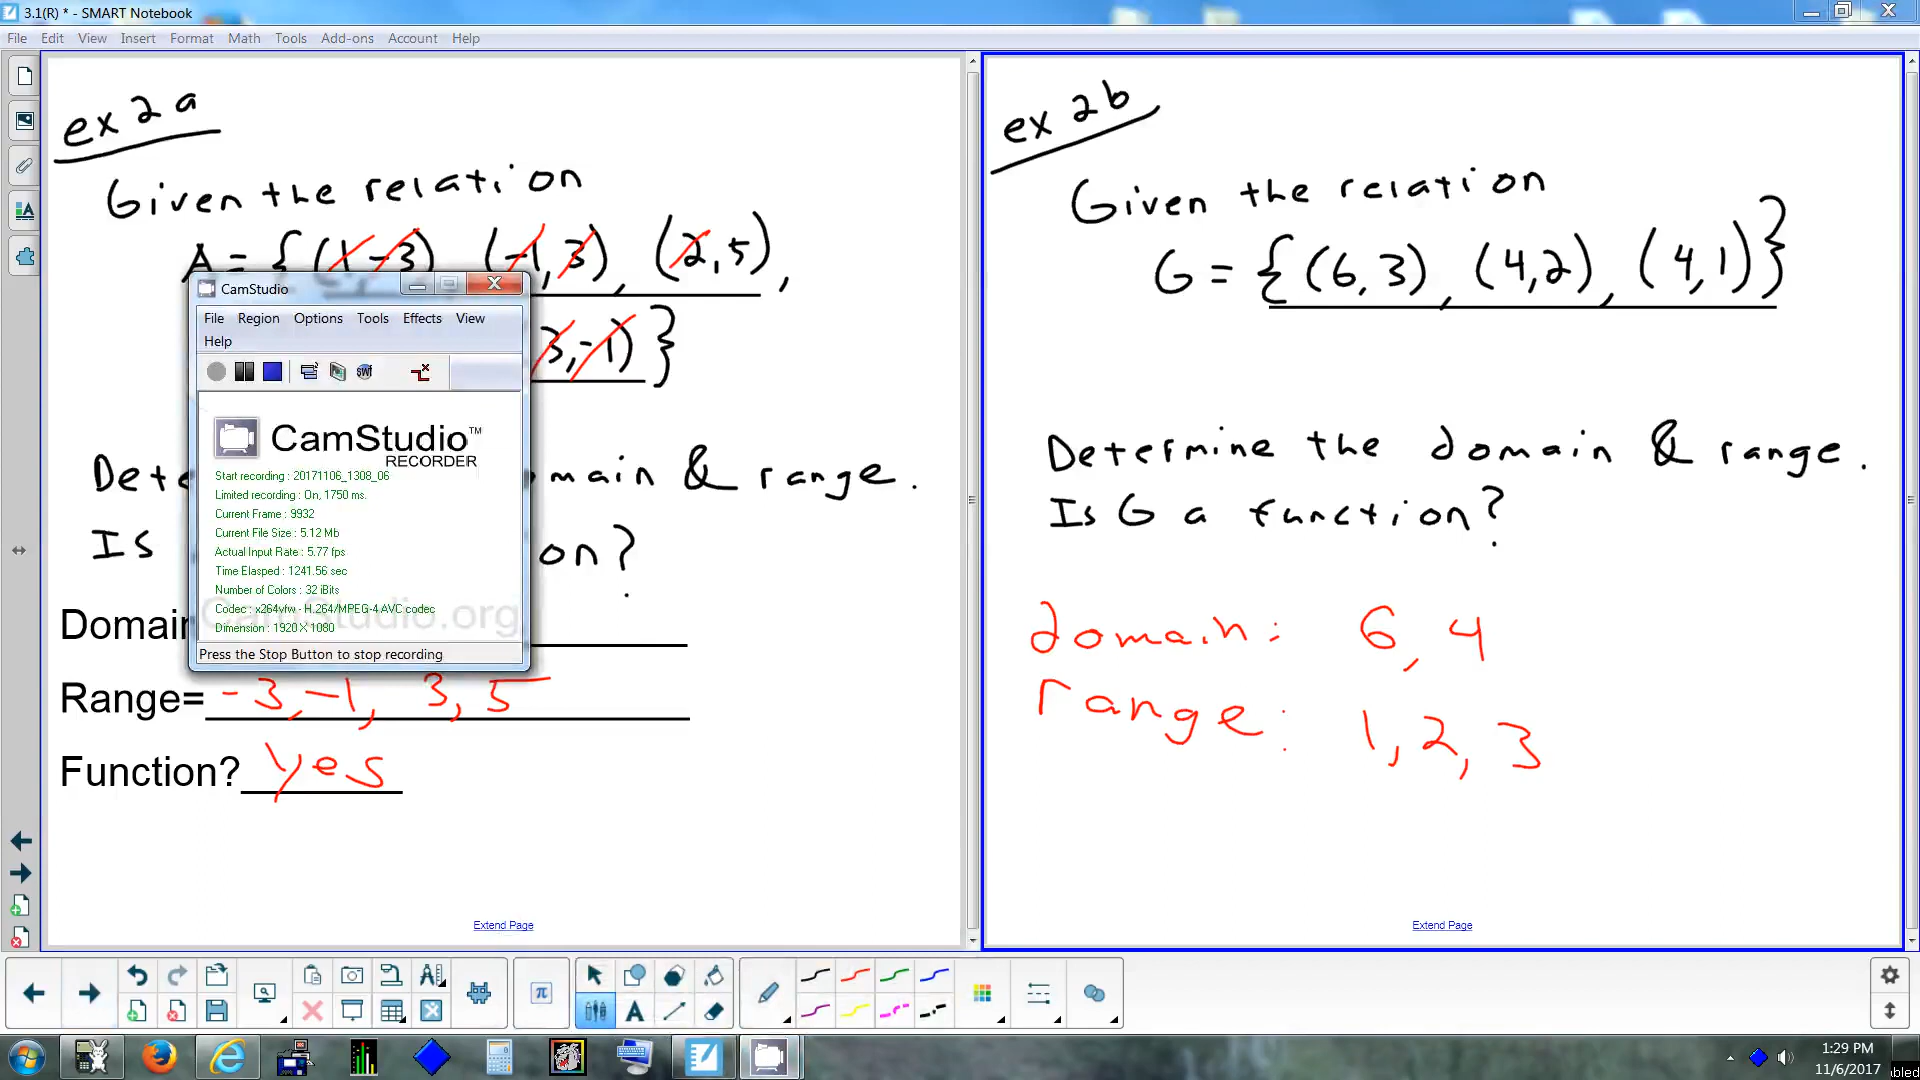 3.1(R) * - SMART Notebook
File Edit View Insert Format Math Tools Add-ons Account Help
ex 2a
Given the relation
A = {(1, -3), (-1, 3), (2, 5),
3, -1)}
main & range.
Is
on?
Domain
Range= -3, -1, 3, 5
Function? yes
Extend Page
CamStudio
File Region Options Tools Effects View
Help
CamStudio™
RECORDER
Start recording : 20171106_1308_06
Limited recording : On, 1750 ms.
Current Frame : 9932
Current File Size : 5.12 Mb
Actual Input Rate : 5.77 fps
Time Elasped : 1241.56 sec
Number of Colors : 32 iBits
Codec : x264vfw - H.264/MPEG-4 AVC codec
Dimension : 1920 X 1080
CamStudio.org
Press the Stop Button to stop recording
ex 2b
Given the relation
G = {(6,3), (4,2), (4,1)}
Determine the domain & range.
Is G a function?
domain: 6, 4
range: 1, 2, 3
Extend Page
1:29 PM
11/6/2017